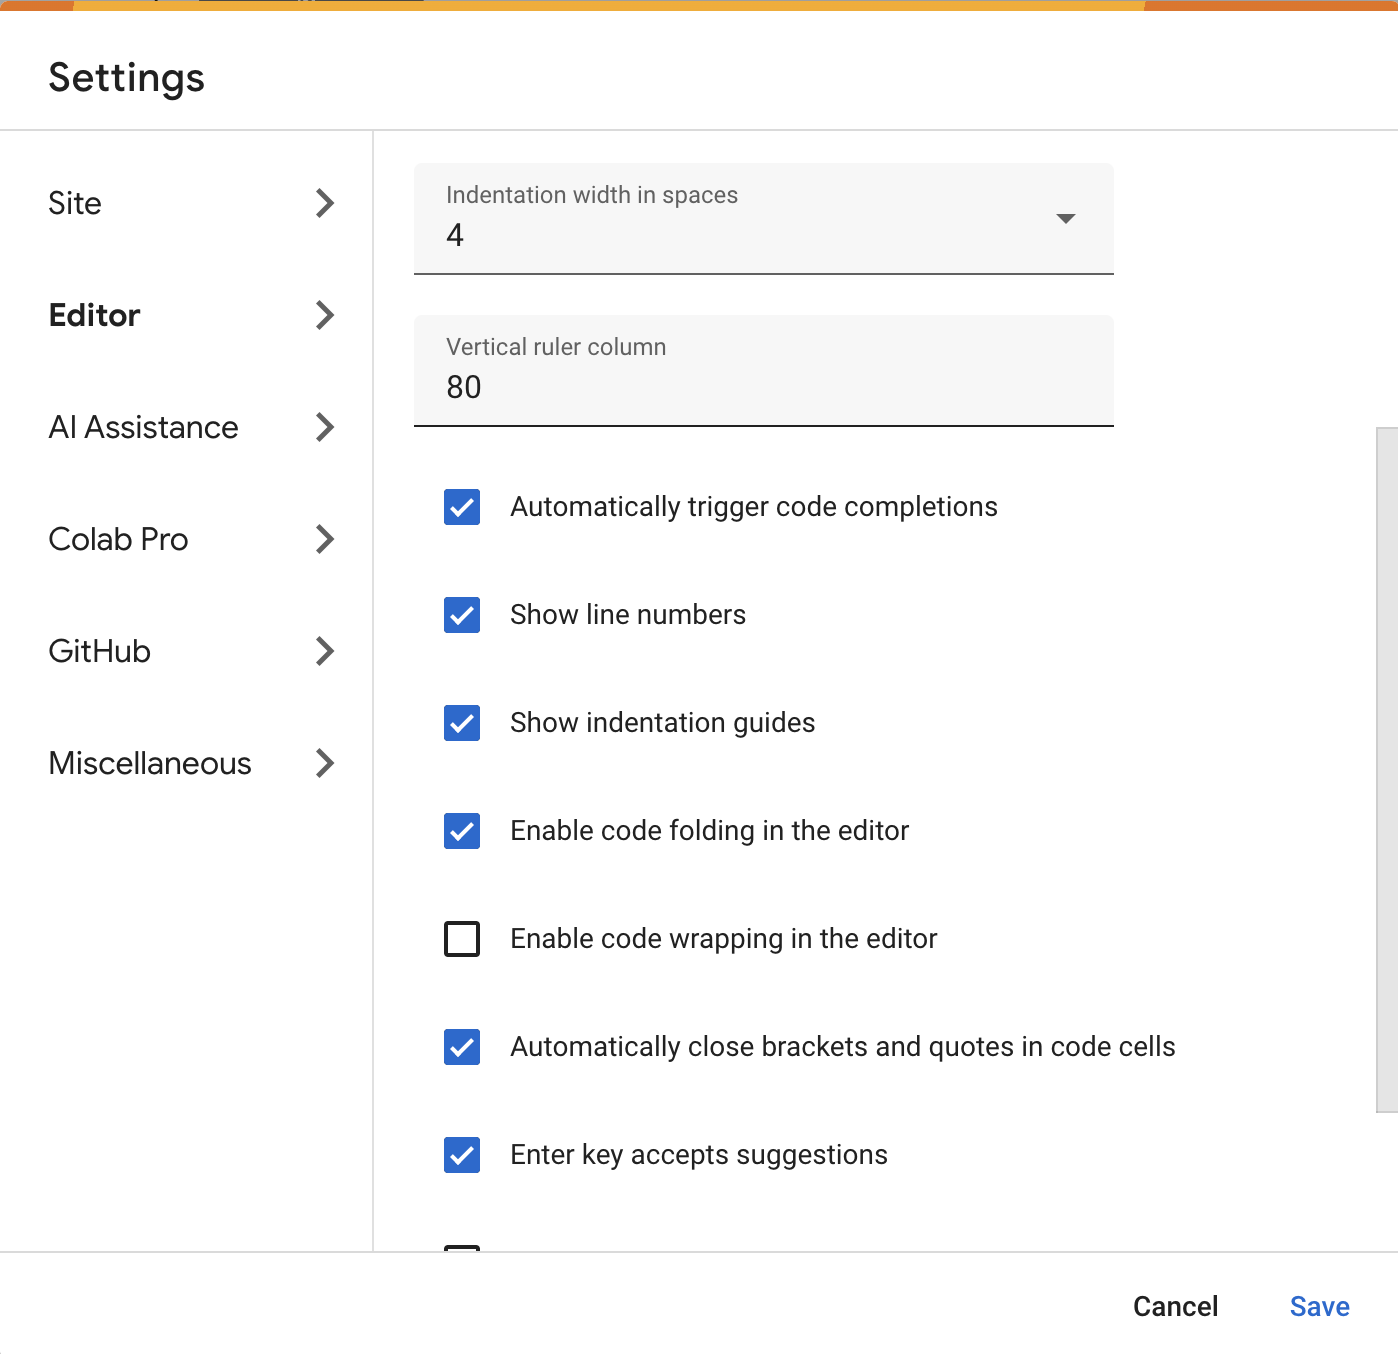 Settings
Site
Editor
AI Assistance
Colab Pro
GitHub
Miscellaneous
Indentation width in spaces
4
Vertical ruler column
80
Automatically trigger code completions
Show line numbers
Show indentation guides
Enable code folding in the editor
Enable code wrapping in the editor
Automatically close brackets and quotes in code cells
Enter key accepts suggestions
Cancel
Save